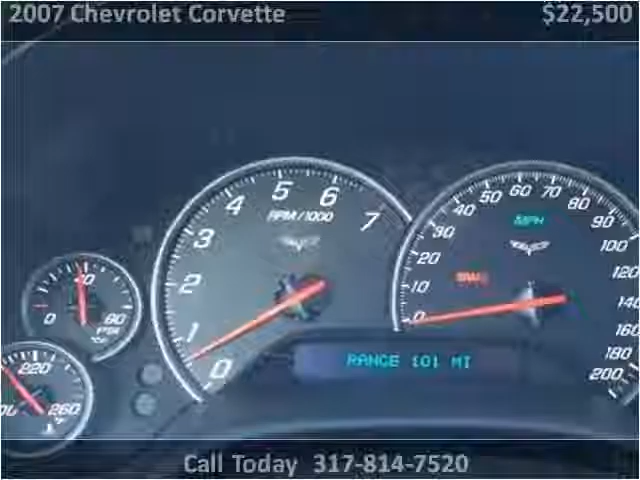 2007 Chevrolet Corvette $22,500
0 1 2 3 4 5 6 7
RPM/1000
0 10 20 30 40 50 60 70 80 90 100 120 140 160 180 200
MPH
0 40 80
PSI
220 260
°F
RANGE 101 MI
Call Today 317-814-7520